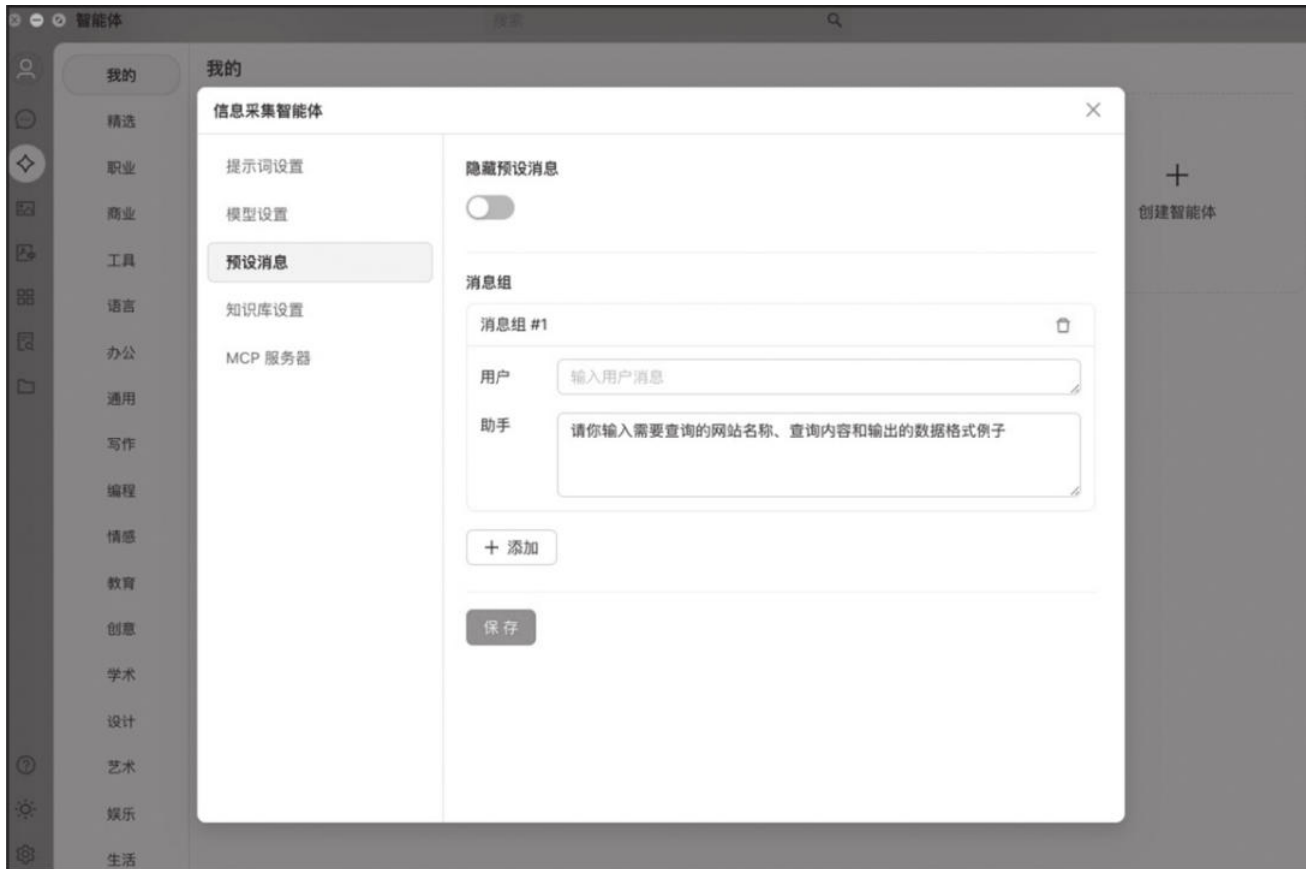 智能体
搜索
我的
精选
职业
商业
工具
语言
办公
通用
写作
编程
情感
教育
创意
学术
设计
艺术
娱乐
生活
我的
创建智能体
信息采集智能体
提示词设置
模型设置
预设消息
知识库设置
MCP 服务器
隐藏预设消息
消息组
消息组 #1
用户
输入用户消息
助手
请你输入需要查询的网站名称、查询内容和输出的数据格式例子
添加
保存